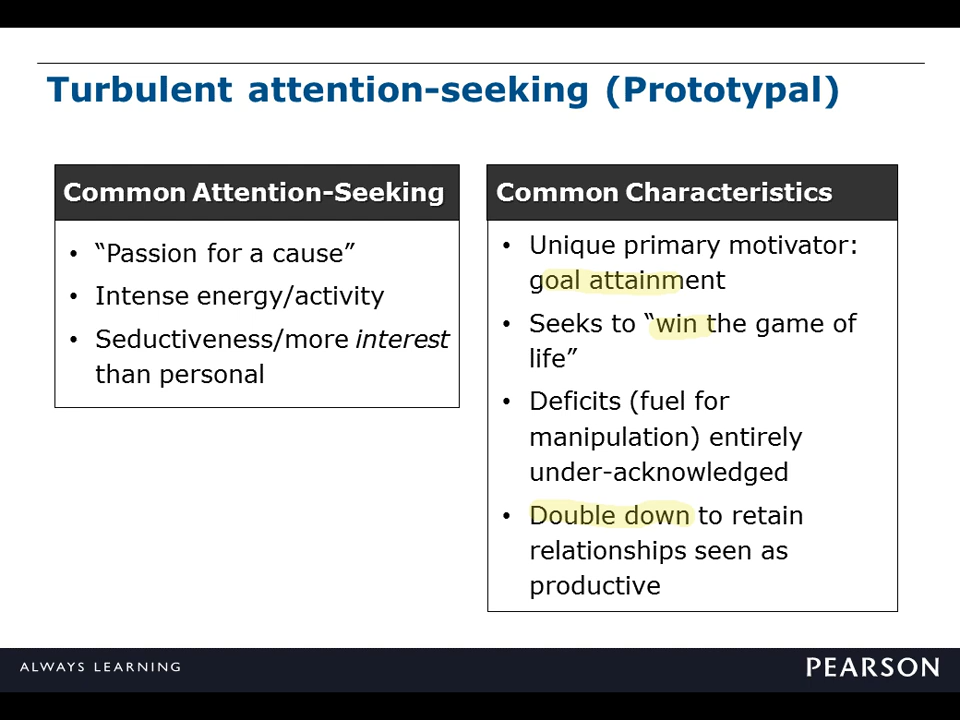 Turbulent attention-seeking (Prototypal)
Common Attention-Seeking
• “Passion for a cause”
• Intense energy/activity
• Seductiveness/more interest
than personal
Common Characteristics
• Unique primary motivator:
goal attainment
• Seeks to “win the game of
life”
• Deficits (fuel for
manipulation) entirely
under-acknowledged
• Double down to retain
relationships seen as
productive
ALWAYS LEARNING
PEARSON